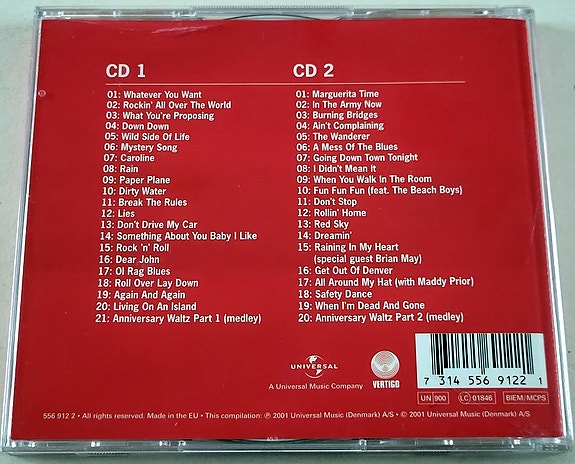 CD 1
01: Whatever You Want
02: Rockin' All Over The World
03: What You're Proposing
04: Down Down
05: Wild Side Of Life
06: Mystery Song
07: Caroline
08: Rain
09: Paper Plane
10: Dirty Water
11: Break The Rules
12: Lies
13: Don't Drive My Car
14: Something About You Baby I Like
15: Rock 'n' Roll
16: Dear John
17: Ol Rag Blues
18: Roll Over Lay Down
19: Again And Again
20: Living On An Island
21: Anniversary Waltz Part 1 (medley)
CD 2
01: Marguerita Time
02: In The Army Now
03: Burning Bridges
04: Ain't Complaining
05: The Wanderer
06: A Mess Of The Blues
07: Going Down Town Tonight
08: I Didn't Mean It
09: When You Walk In The Room
10: Fun Fun Fun (feat. The Beach Boys)
11: Don't Stop
12: Rollin' Home
13: Red Sky
14: Dreamin'
15: Raining In My Heart
(special guest Brian May)
16: Get Out Of Denver
17: All Around My Hat (with Maddy Prior)
18: Safety Dance
19: When I'm Dead And Gone
20: Anniversary Waltz Part 2 (medley)
UNIVERSAL
A Universal Music Company
VERTIGO
7 314 556 9122 1
UN 900
LC 01846
BIEM/MCPS
556 912 2 • All rights reserved. Made in the EU • This compilation: ℗ 2001 Universal Music (Denmark) A/S • © 2001 Universal Music (Denmark) A/S